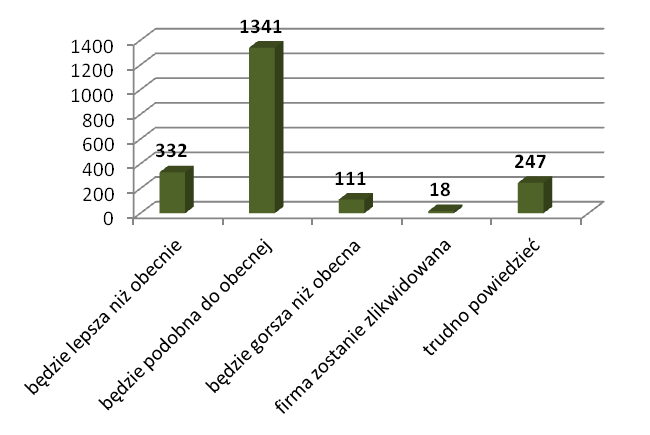 1341
1400
1200
1000
800
600
400
200
0
332
111
18
247
będzie lepsza niż obecnie
będzie podobna do obecnej
będzie gorsza niż obecna
firma zostanie zlikwidowana
trudno powiedzieć